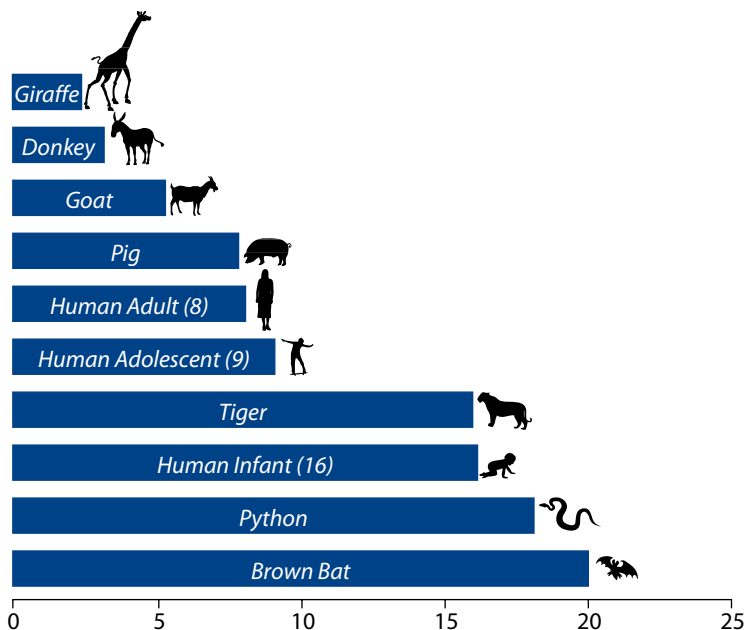 Giraffe
Donkey
Goat
Pig
Human Adult (8)
Human Adolescent (9)
Tiger
Human Infant (16)
Python
Brown Bat
0 5 10 15 20 25